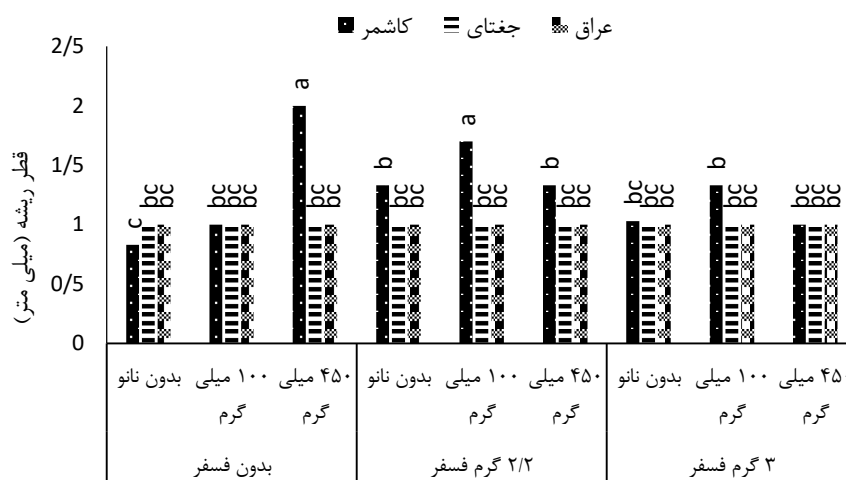 کاشمر جغتای عراق
قطر ریشه (میلی متر)
2/5
2
1/5
1
0/5
0
c bc bc
bc bc bc
a bc bc
b bc bc
a bc bc
b bc bc
bc bc bc
b bc bc
bc bc bc
بدون نانو
۱۰۰ میلی
گرم
۴۵۰ میلی
گرم
بدون نانو
۱۰۰ میلی
گرم
۴۵۰ میلی
گرم
بدون نانو
۱۰۰ میلی
گرم
۴۵ میلی
گرم
بدون فسفر
۲/۲ گرم فسفر
۳ گرم فسفر